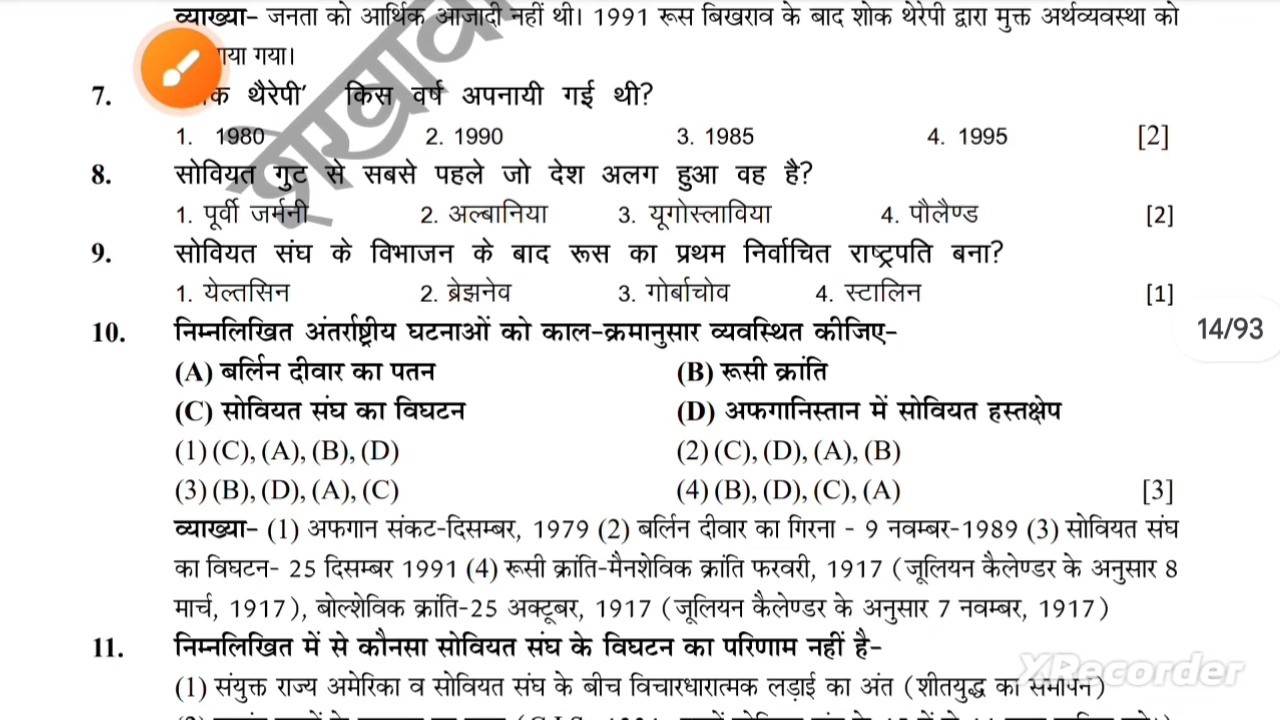 व्याख्या- जनता को आर्थिक आजादी नहीं थी। 1991 रूस बिखराव के बाद शोक थेरेपी द्वारा मुक्त अर्थव्यवस्था को
गया।
7. थैरेपी' किस वर्ष अपनायी गई थी?
1. 1980 2. 1990 3. 1985 4. 1995 [2]
8. सोवियत गुट से सबसे पहले जो देश अलग हुआ वह है?
1. पूर्वी जर्मनी 2. अल्बानिया 3. यूगोस्लाविया 4. पौलैण्ड [2]
9. सोवियत संघ के विभाजन के बाद रूस का प्रथम निर्वाचित राष्ट्रपति बना?
1. येल्तसिन 2. ब्रेझनेव 3. गोर्बाचोव 4. स्टालिन [1]
14/93
10. निम्नलिखित अंतर्राष्ट्रीय घटनाओं को काल-क्रमानुसार व्यवस्थित कीजिए-
(A) बर्लिन दीवार का पतन (B) रूसी क्रांति
(C) सोवियत संघ का विघटन (D) अफगानिस्तान में सोवियत हस्तक्षेप
(1) (C), (A), (B), (D) (2) (C), (D), (A), (B)
(3) (B), (D), (A), (C) (4) (B), (D), (C), (A) [3]
व्याख्या- (1) अफगान संकट-दिसम्बर, 1979 (2) बर्लिन दीवार का गिरना - 9 नवम्बर-1989 (3) सोवियत संघ
का विघटन- 25 दिसम्बर 1991 (4) रूसी क्रांति-मैनशेविक क्रांति फरवरी, 1917 (जूलियन कैलेण्डर के अनुसार 8
मार्च, 1917), बोल्शेविक क्रांति-25 अक्टूबर, 1917 (जूलियन कैलेण्डर के अनुसार 7 नवम्बर, 1917)
11. निम्नलिखित में से कौनसा सोवियत संघ के विघटन का परिणाम नहीं है-
(1) संयुक्त राज्य अमेरिका व सोवियत संघ के बीच विचारधारात्मक लड़ाई का अंत (शीतयुद्ध का समापन)
XRecorder